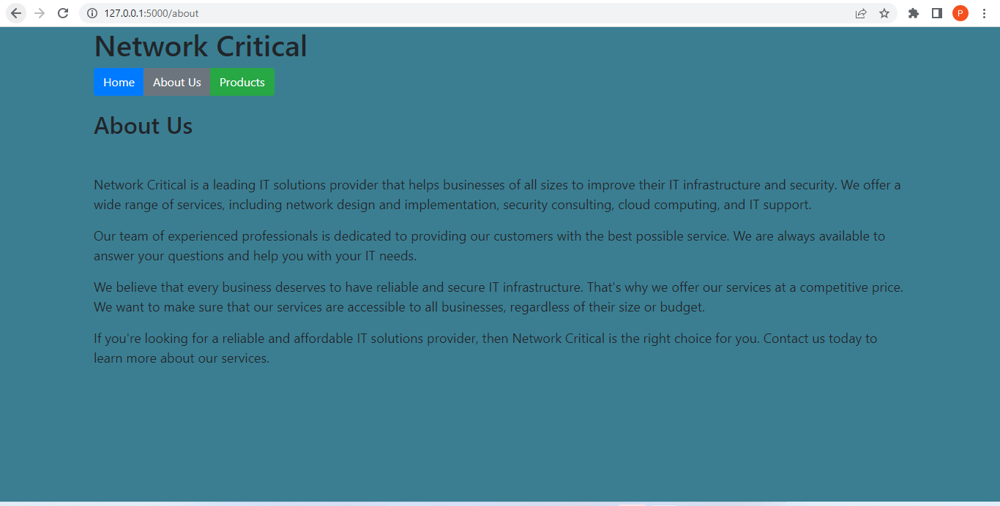 127.0.0.1:5000/about
P
Network Critical
Home About Us Products
About Us
Network Critical is a leading IT solutions provider that helps businesses of all sizes to improve their IT infrastructure and security. We offer a
wide range of services, including network design and implementation, security consulting, cloud computing, and IT support.
Our team of experienced professionals is dedicated to providing our customers with the best possible service. We are always available to
answer your questions and help you with your IT needs.
We believe that every business deserves to have reliable and secure IT infrastructure. That's why we offer our services at a competitive price.
We want to make sure that our services are accessible to all businesses, regardless of their size or budget.
If you're looking for a reliable and affordable IT solutions provider, then Network Critical is the right choice for you. Contact us today to
learn more about our services.